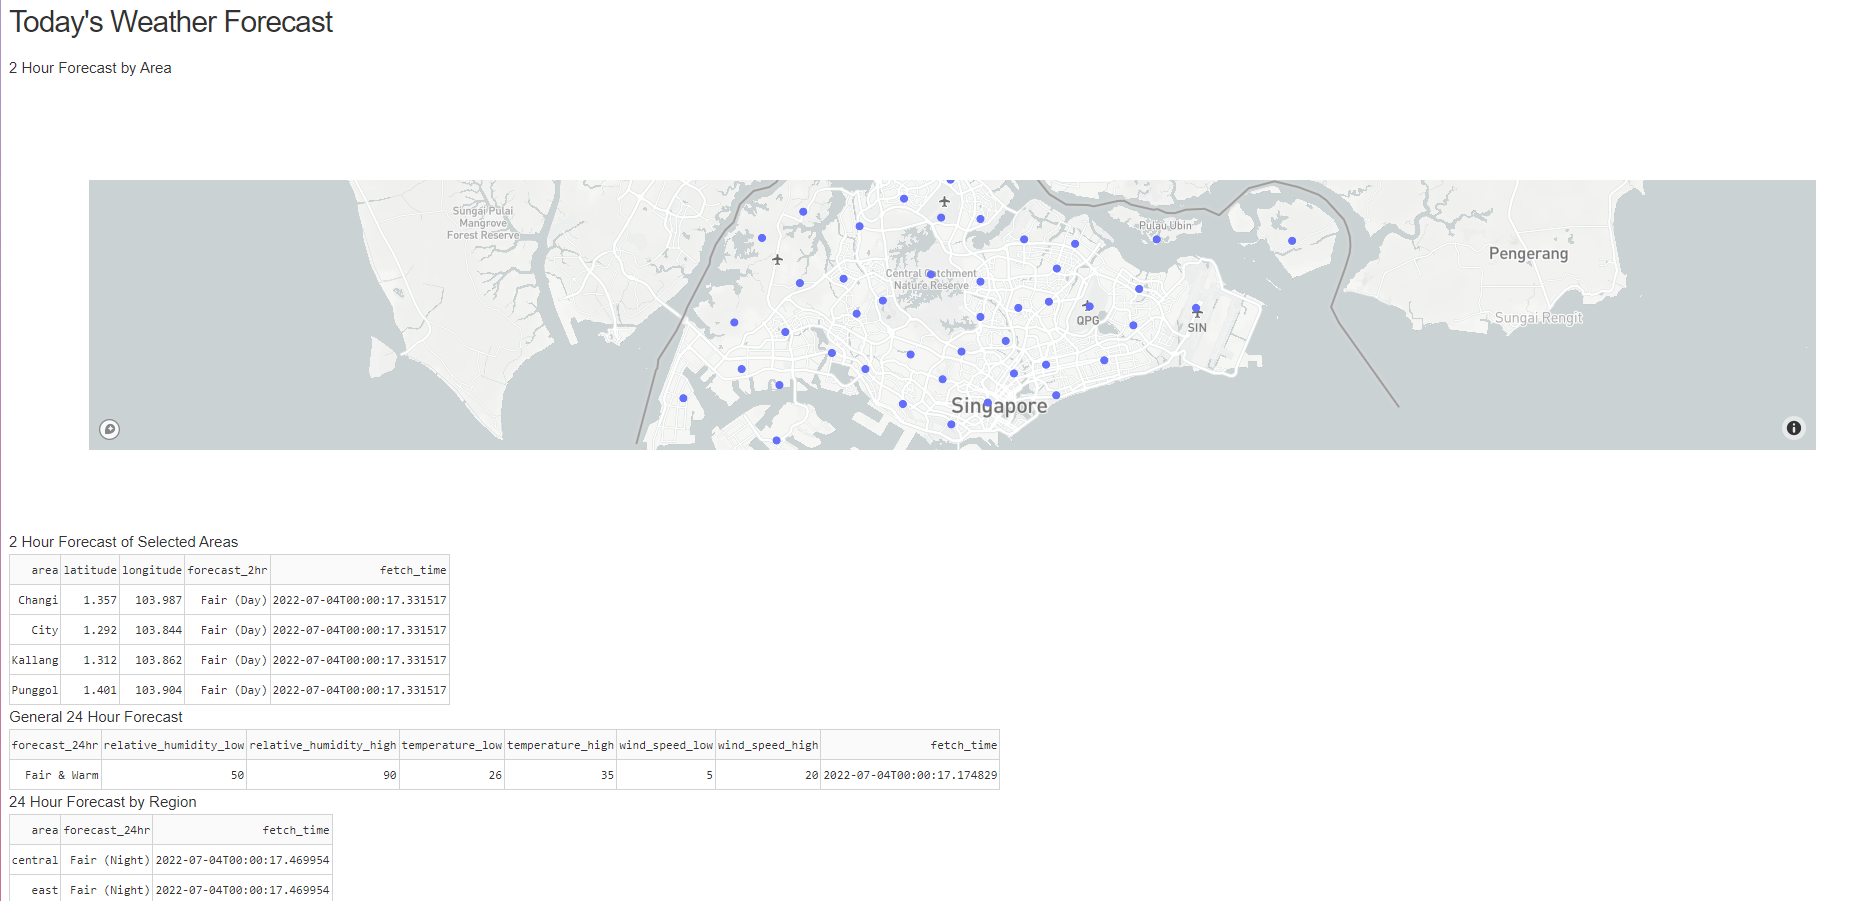 Today's Weather Forecast
2 Hour Forecast by Area
Sungai Pulai
Mangrove
Forest Reserve
Pulau Ubin
Pengerang
Central Catchment
Nature Reserve
QPG
SIN
Sungai Rengit
Singapore
2 Hour Forecast of Selected Areas
area latitude longitude forecast_2hr fetch_time
Changi 1.357 103.987 Fair (Day) 2022-07-04T00:00:17.331517
City 1.292 103.844 Fair (Day) 2022-07-04T00:00:17.331517
Kallang 1.312 103.862 Fair (Day) 2022-07-04T00:00:17.331517
Punggol 1.401 103.904 Fair (Day) 2022-07-04T00:00:17.331517
General 24 Hour Forecast
forecast_24hr relative_humidity_low relative_humidity_high temperature_low temperature_high wind_speed_low wind_speed_high fetch_time
Fair & Warm 50 90 26 35 5 20 2022-07-04T00:00:17.174829
24 Hour Forecast by Region
area forecast_24hr fetch_time
central Fair (Night) 2022-07-04T00:00:17.469954
east Fair (Night) 2022-07-04T00:00:17.469954